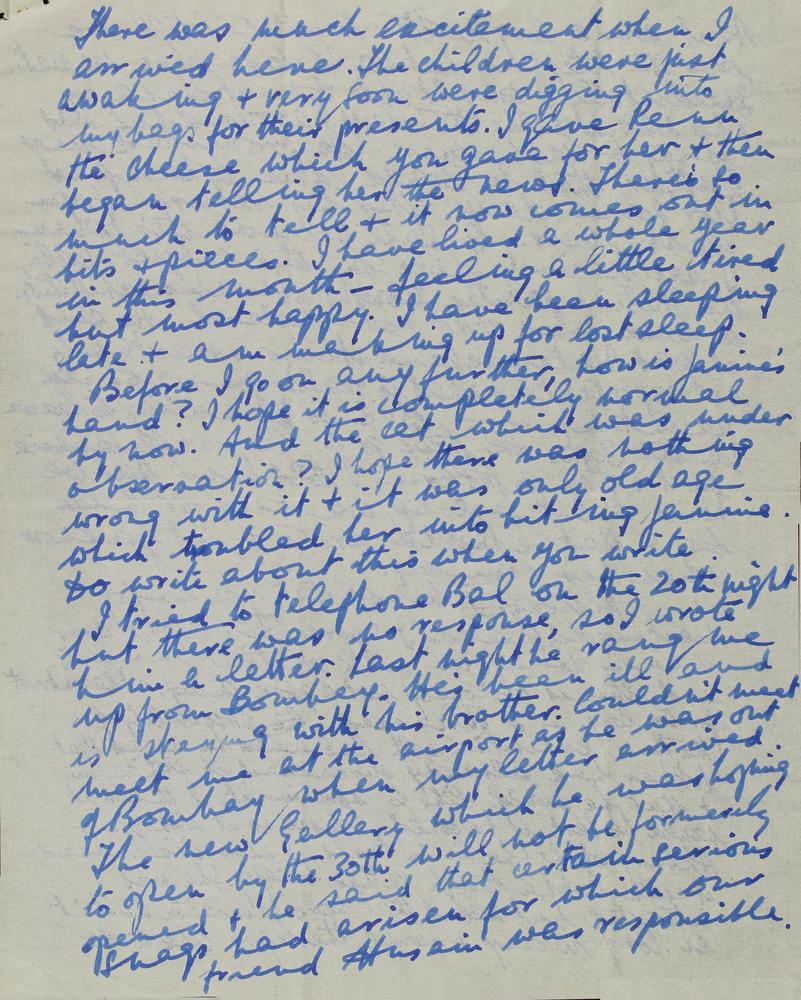 There was much excitement when I
arrived here. The children were just
awaking & very soon were digging into
my bags for their presents. I gave Renu
the cheese which you gave for her & then
began telling her the news. There's so
much to tell & it now comes out in
bits & pieces. I have lived a whole year
in this month – feeling a little tired
but most happy. I have been sleeping
late & am making up for lost sleep.
Before I go on any further, how is Janine's
hand? I hope it is completely normal
by now. And the cat which was under
observation? I hope there was nothing
wrong with it & it was only old age
which troubled her into biting Janine.
Do write about this when you write.
I tried to telephone Bal on the 20th night
but there was no response, so I wrote
him a letter. Last night he rang me
up from Bombay. He's been ill and
is staying with his brother. Couldn't meet
meet me at the airport as he was out
of Bombay when my letter arrived.
The new Gallery which he was hoping
to open by the 30th will not be formerly
opened & he said that certain serious
snags had arisen for which our
friend Husain was responsible.